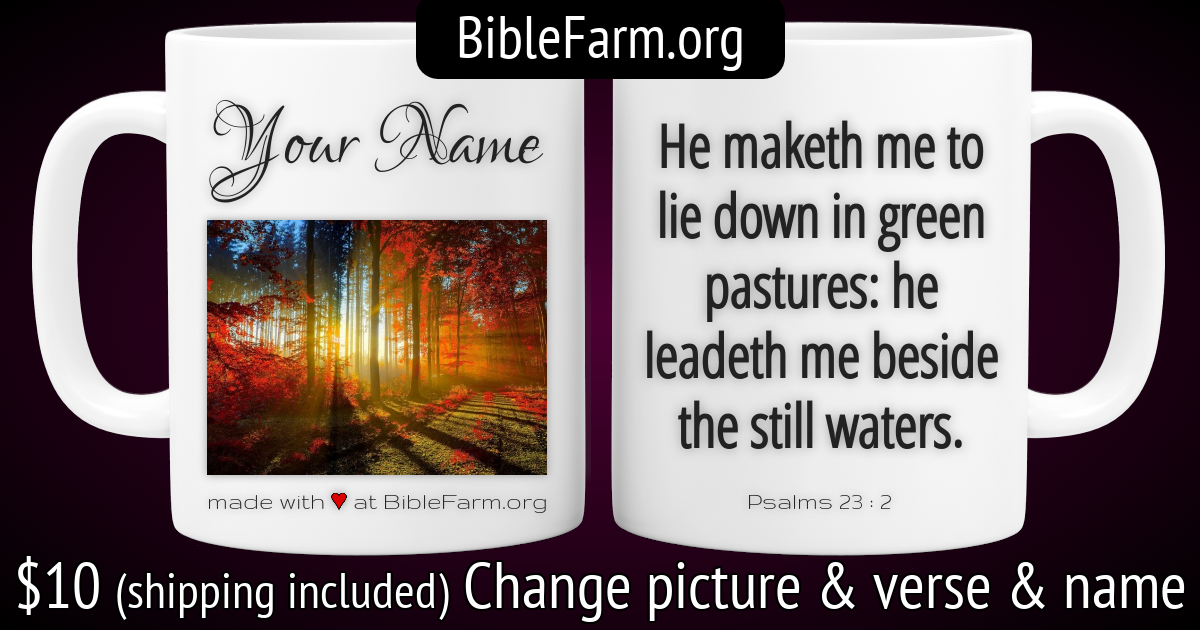 BibleFarm.org
Your Name
made with ♥ at BibleFarm.org
He maketh me to
lie down in green
pastures: he
leadeth me beside
the still waters.
Psalms 23 : 2
$10 (shipping included) Change picture & verse & name